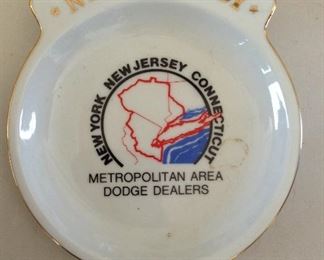 NEW YORK NEW JERSEY CONNECTICUT
METROPOLITAN AREA
DODGE DEALERS